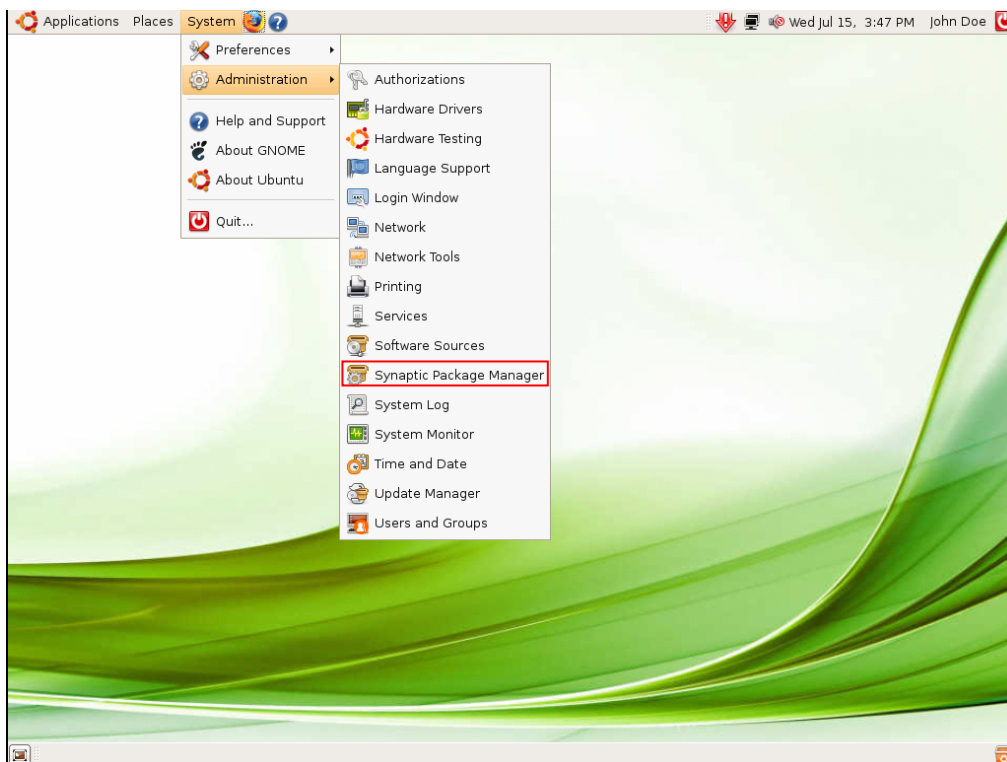 Applications Places System Wed Jul 15, 3:47 PM John Doe
Preferences
Administration
Help and Support
About GNOME
About Ubuntu
Quit...
Authorizations
Hardware Drivers
Hardware Testing
Language Support
Login Window
Network
Network Tools
Printing
Services
Software Sources
Synaptic Package Manager
System Log
System Monitor
Time and Date
Update Manager
Users and Groups